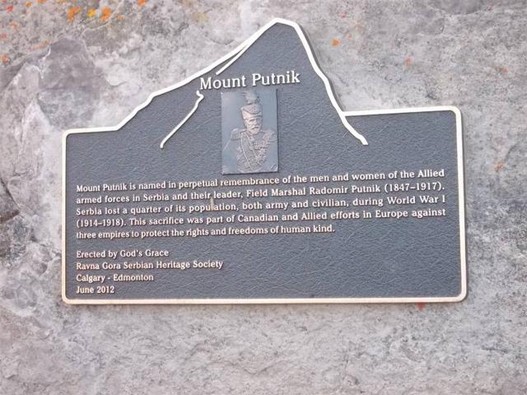 Mount Putnik
Mount Putnik is named in perpetual remembrance of the men and women of the Allied
armed forces in Serbia and their leader, Field Marshal Radomir Putnik (1847–1917).
Serbia lost a quarter of its population, both army and civilian, during World War I
(1914–1918). This sacrifice was part of Canadian and Allied efforts in Europe against
three empires to protect the rights and freedoms of human kind.
Erected by God's Grace
Ravna Gora Serbian Heritage Society
Calgary - Edmonton
June 2012